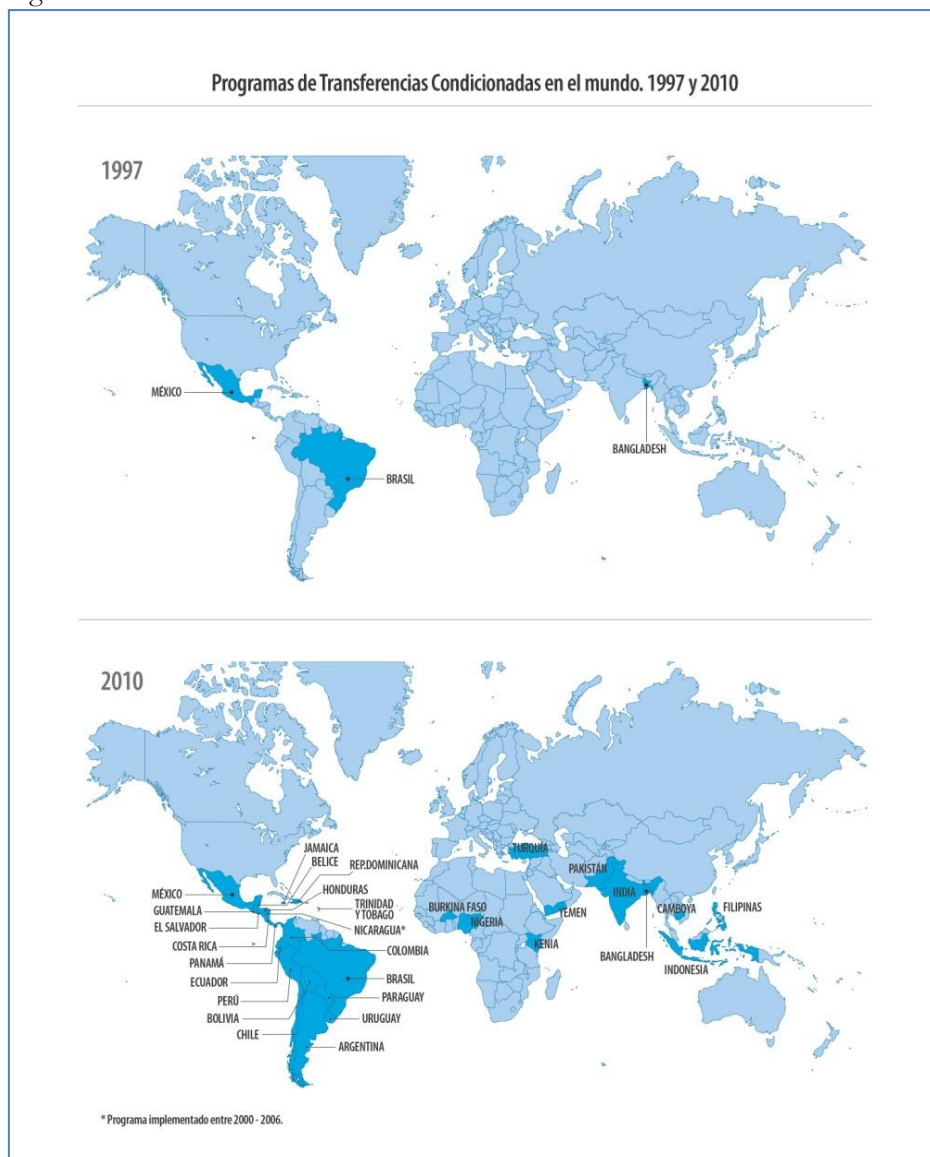 Programas de Transferencias Condicionadas en el mundo. 1997 y 2010
1997
MÉXICO
BRASIL
BANGLADESH
2010
JAMAICA
BELICE
REP.DOMINICANA
HONDURAS
MÉXICO
GUATEMALA
TRINIDAD
Y TOBAGO
EL SALVADOR
NICARAGUA*
COSTA RICA
COLOMBIA
PANAMÁ
ECUADOR
BRASIL
PERÚ
PARAGUAY
BOLIVIA
URUGUAY
CHILE
ARGENTINA
TURQUÍA
PAKISTÁN
INDIA
BURKINA FASO
NIGERIA
YEMEN
CAMBOYA
FILIPINAS
KENIA
BANGLADESH
INDONESIA
* Programa implementado entre 2000 - 2006.